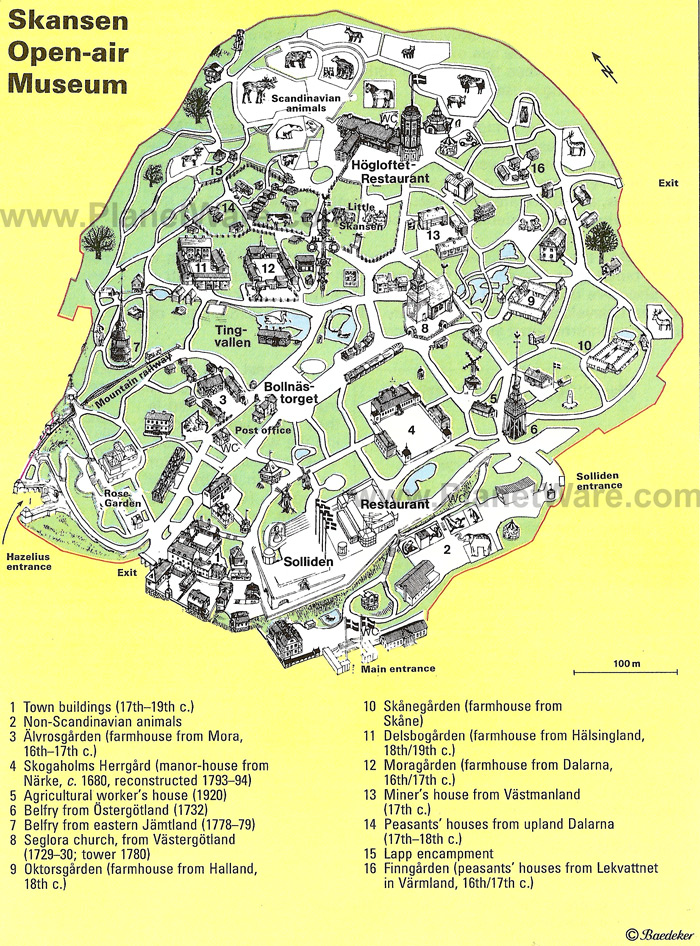 Skansen
Open-air
Museum
N
Scandinavian
animals
WC
Högloftet-
Restaurant
15
16
Exit
14
Little
Skansen
www.PlanetWare.com
13
11
12
9
8
Ting-
vallen
7
10
Mountain railway
Bollnäs-
torget
3
5
Post office
4
6
WC
Rose
Garden
Solliden
entrance
www.PlanetWare.com
WC
Restaurant
Hazelius
entrance
Exit
1
Solliden
2
WC
Main entrance
100 m
1 Town buildings (17th–19th c.)
2 Non-Scandinavian animals
3 Älvrosgården (farmhouse from Mora,
16th–17th c.)
4 Skogaholms Herrgård (manor-house from
Närke, c. 1680, reconstructed 1793–94)
5 Agricultural worker's house (1920)
6 Belfry from Östergötland (1732)
7 Belfry from eastern Jämtland (1778–79)
8 Seglora church, from Västergötland
(1729–30; tower 1780)
9 Oktorsgården (farmhouse from Halland,
18th c.)
10 Skånegården (farmhouse from
Skåne)
11 Delsbogården (farmhouse from Hälsingland,
18th/19th c.)
12 Moragården (farmhouse from Dalarna,
16th/17th c.)
13 Miner's house from Västmanland
(17th c.)
14 Peasants' houses from upland Dalarna
(17th–18th c.)
15 Lapp encampment
16 Finngården (peasants' houses from Lekvattnet
in Värmland, 16th/17th c.)
© Baedeker